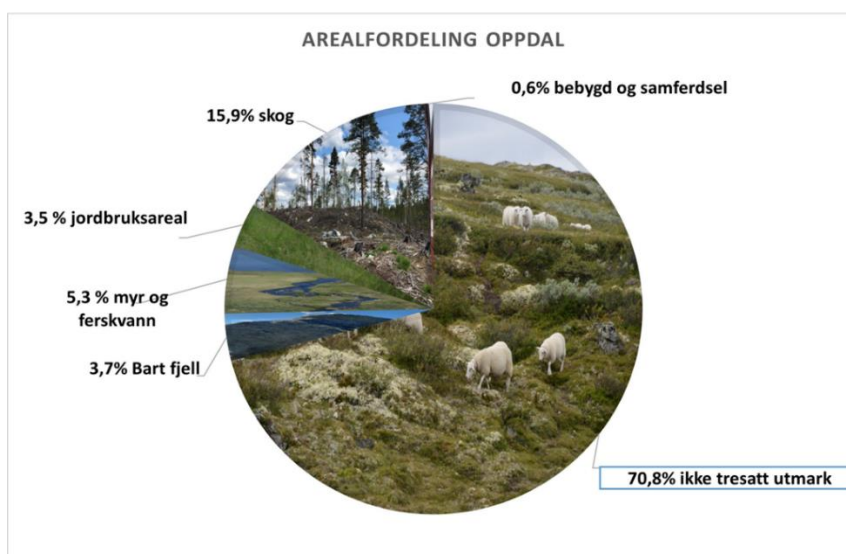 AREALFORDELING OPPDAL
0,6% bebygd og samferdsel
15,9% skog
3,5 % jordbruksareal
5,3 % myr og
ferskvann
3,7% Bart fjell
70,8% ikke tresatt utmark